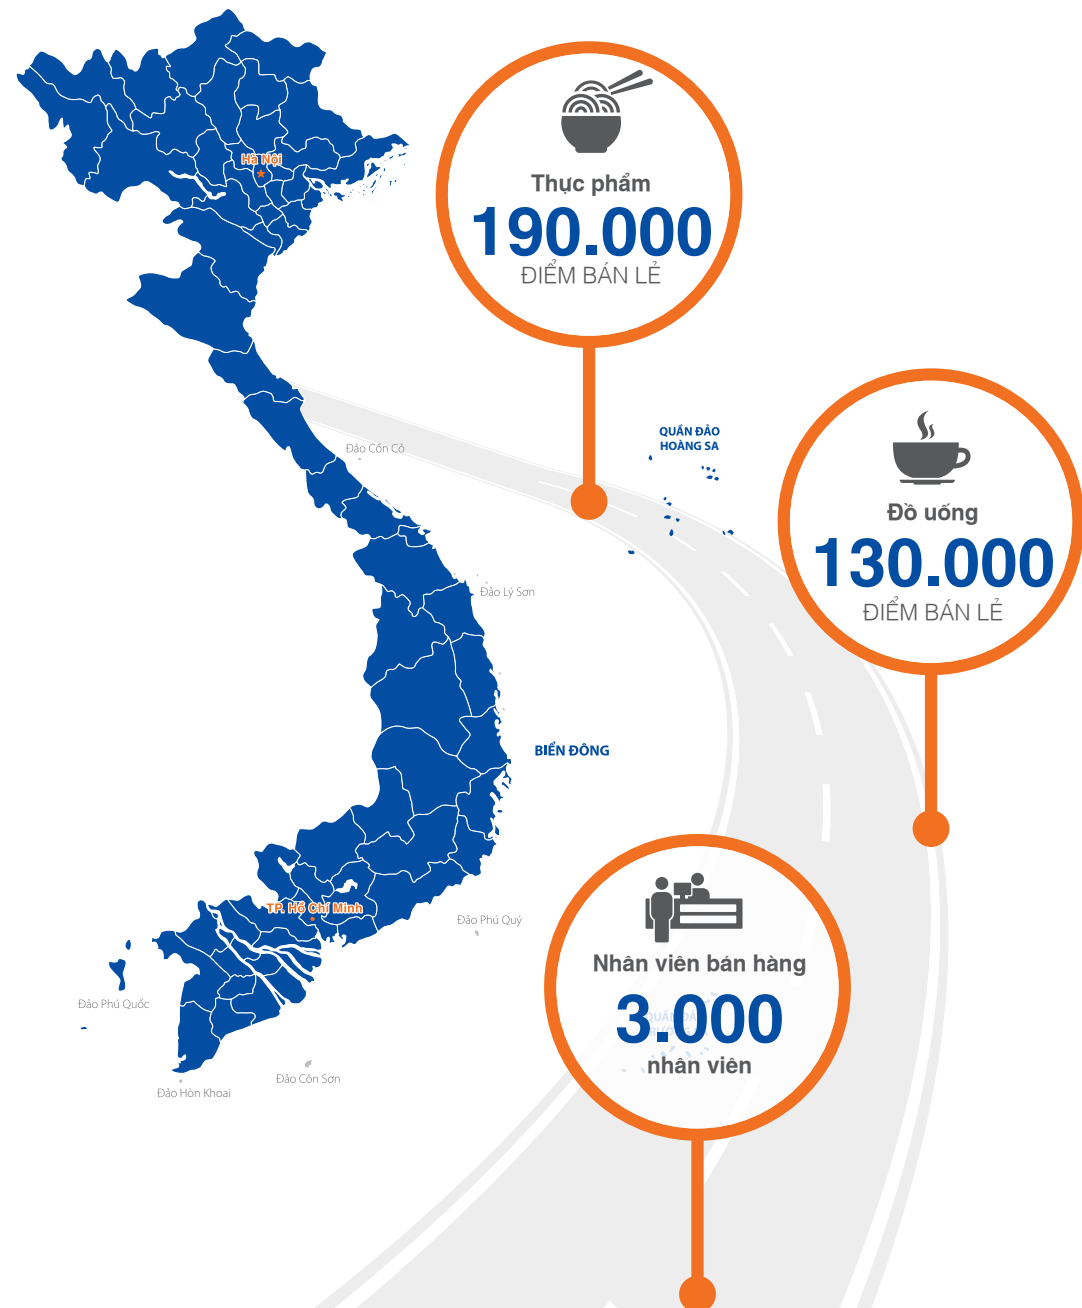 Hà Nội
Thực phẩm
190.000
ĐIỂM BÁN LẺ
QUẦN ĐẢO
HOÀNG SA
Đảo Cồn Cỏ
Đồ uống
130.000
ĐIỂM BÁN LẺ
Đảo Lý Sơn
BIỂN ĐÔNG
TP. Hồ Chí Minh
Đảo Phú Quý
Nhân viên bán hàng
3.000
nhân viên
Đảo Phú Quốc
Đảo Côn Sơn
Đảo Hòn Khoai